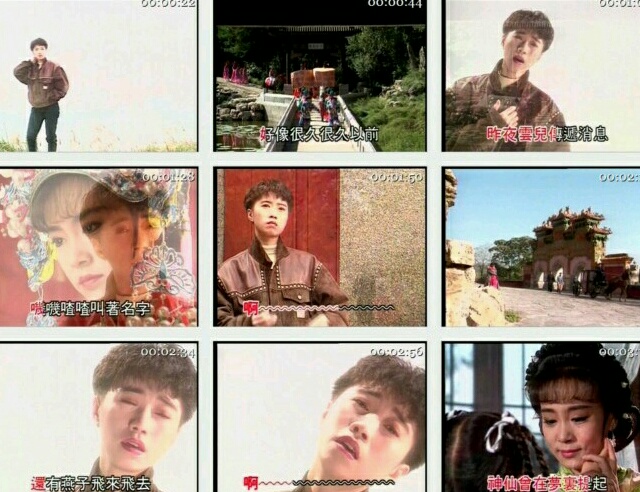 00:00:22
00:00:44
好像很久很久以前
昨夜雲兒傳遞消息
00:01:28
嘰嘰喳喳叫著名字
00:01:50
啊
00:02:34
還有燕子飛來飛去
00:02:56
啊
神仙會在夢裏提起